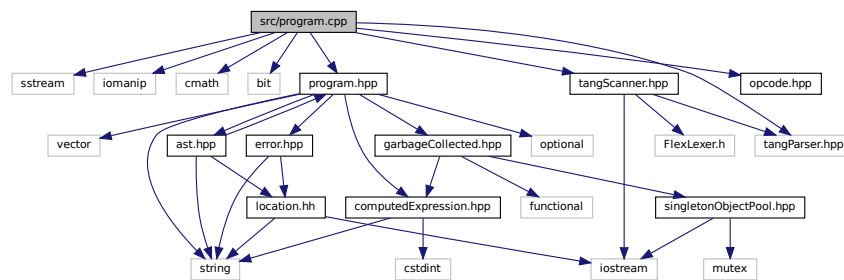 src/program.cpp
sstream
iomanip
cmath
bit
program.hpp
tangScanner.hpp
opcode.hpp
vector
ast.hpp
error.hpp
garbageCollected.hpp
optional
FlexLexer.h
tangParser.hpp
location.hh
computedExpression.hpp
functional
singletonObjectPool.hpp
string
cstdint
iostream
mutex